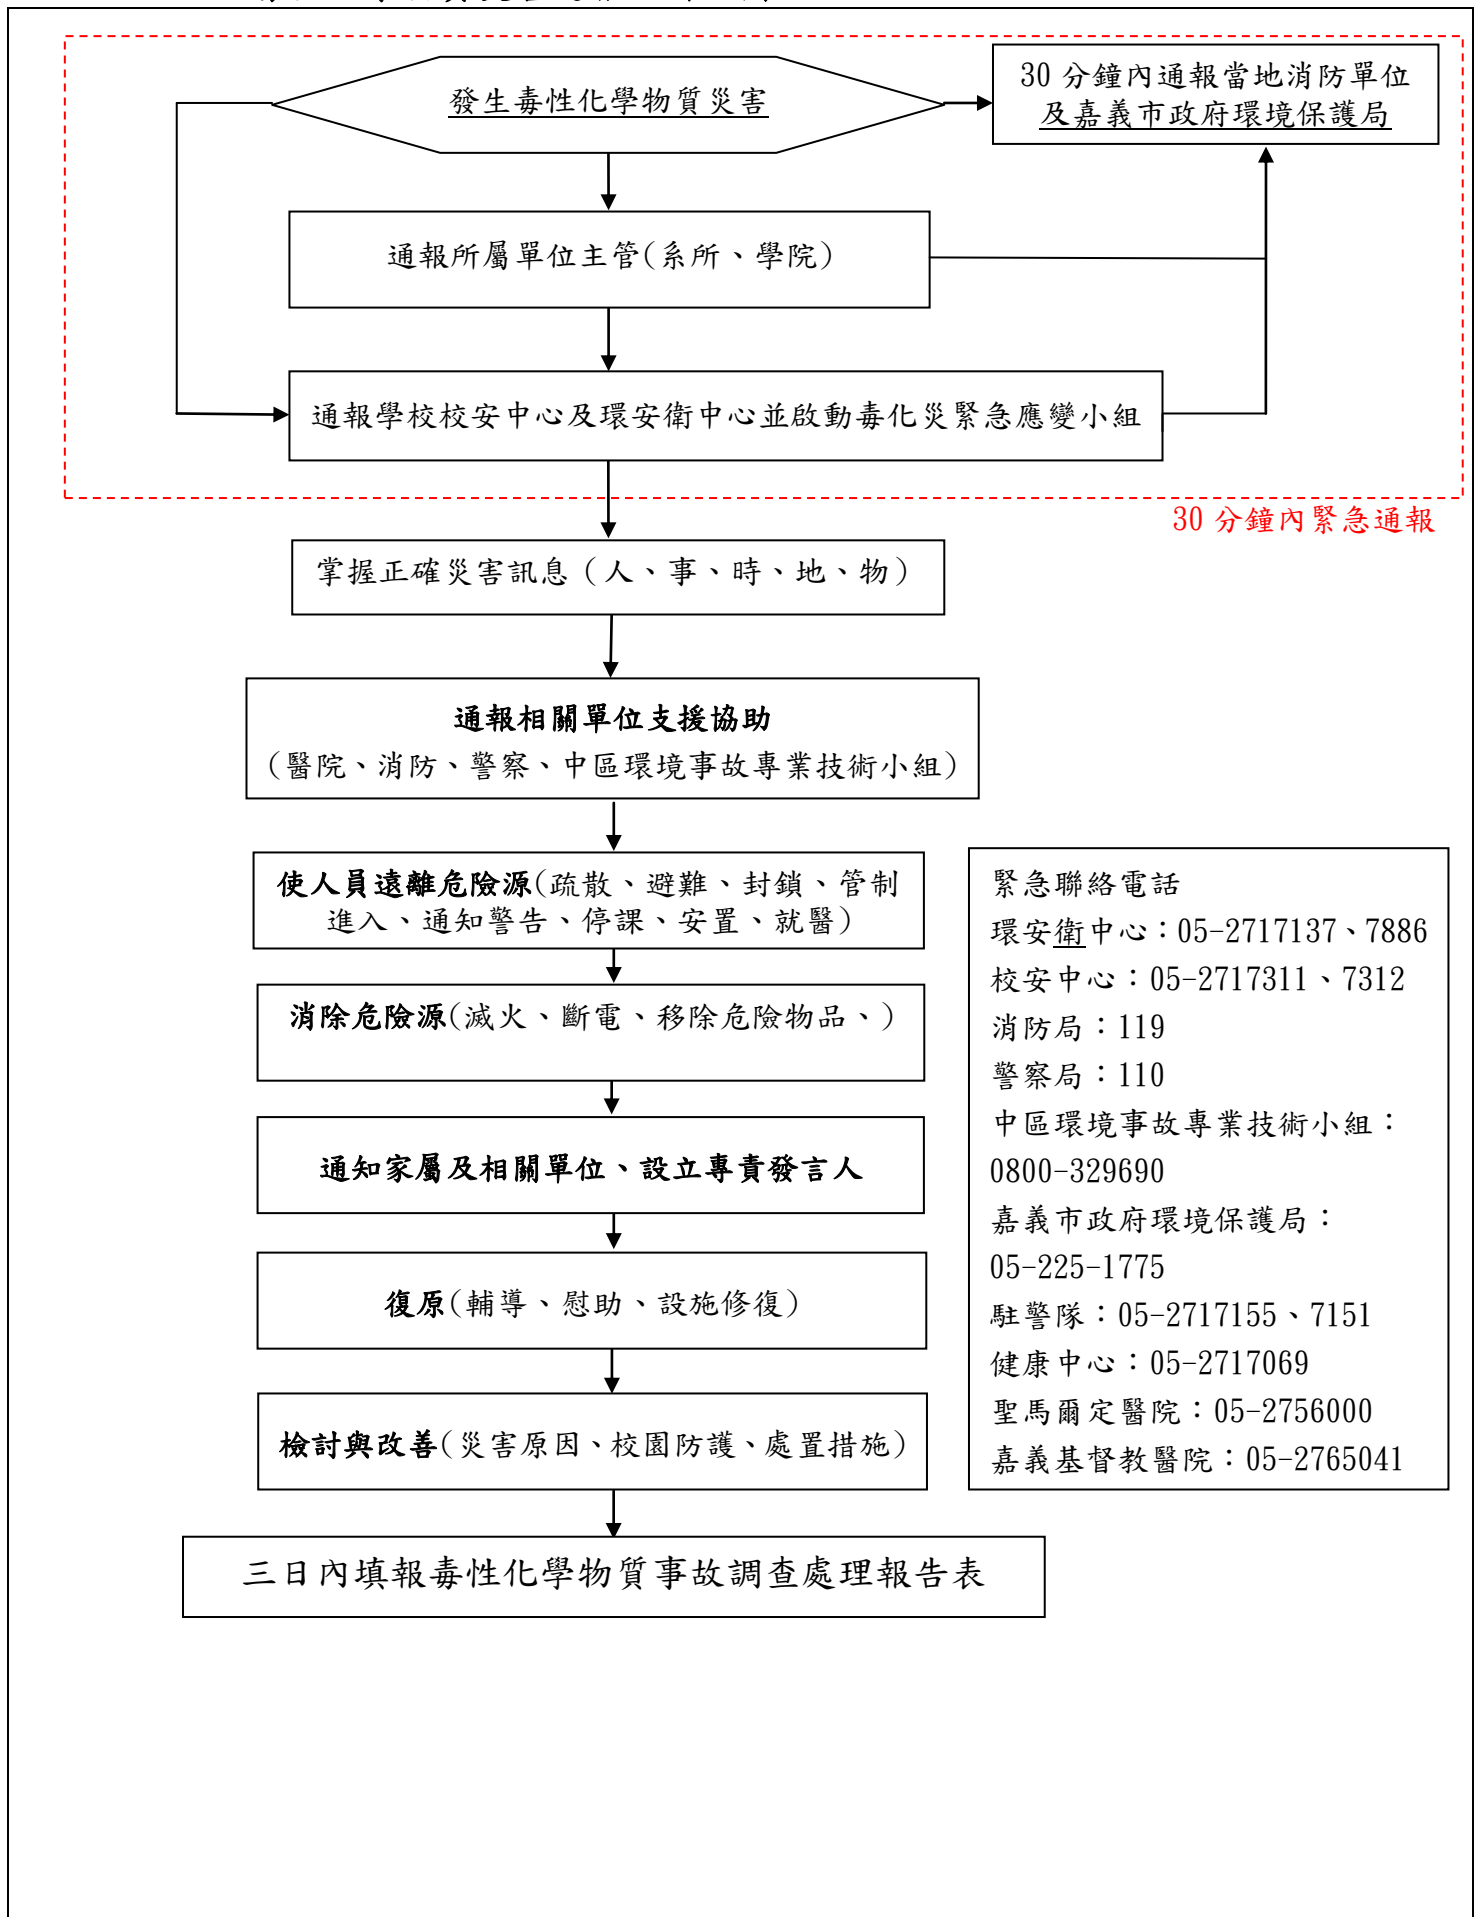 發生毒性化學物質災害
30 分鐘內通報當地消防單位
及嘉義市政府環境保護局
通報所屬單位主管(系所、學院)
通報學校校安中心及環安衛中心並啟動毒化災緊急應變小組
30 分鐘內緊急通報
掌握正確災害訊息（人、事、時、地、物）
通報相關單位支援協助
(醫院、消防、警察、中區環境事故專業技術小組)
使人員遠離危險源(疏散、避難、封鎖、管制
進入、通知警告、停課、安置、就醫)
消除危險源(滅火、斷電、移除危險物品、)
通知家屬及相關單位、設立專責發言人
復原(輔導、慰助、設施修復)
檢討與改善(災害原因、校園防護、處置措施)
三日內填報毒性化學物質事故調查處理報告表
緊急聯絡電話
環安衛中心：05-2717137、7886
校安中心：05-2717311、7312
消防局：119
警察局：110
中區環境事故專業技術小組：
0800-329690
嘉義市政府環境保護局：
05-225-1775
駐警隊：05-2717155、7151
健康中心：05-2717069
聖馬爾定醫院：05-2756000
嘉義基督教醫院：05-2765041